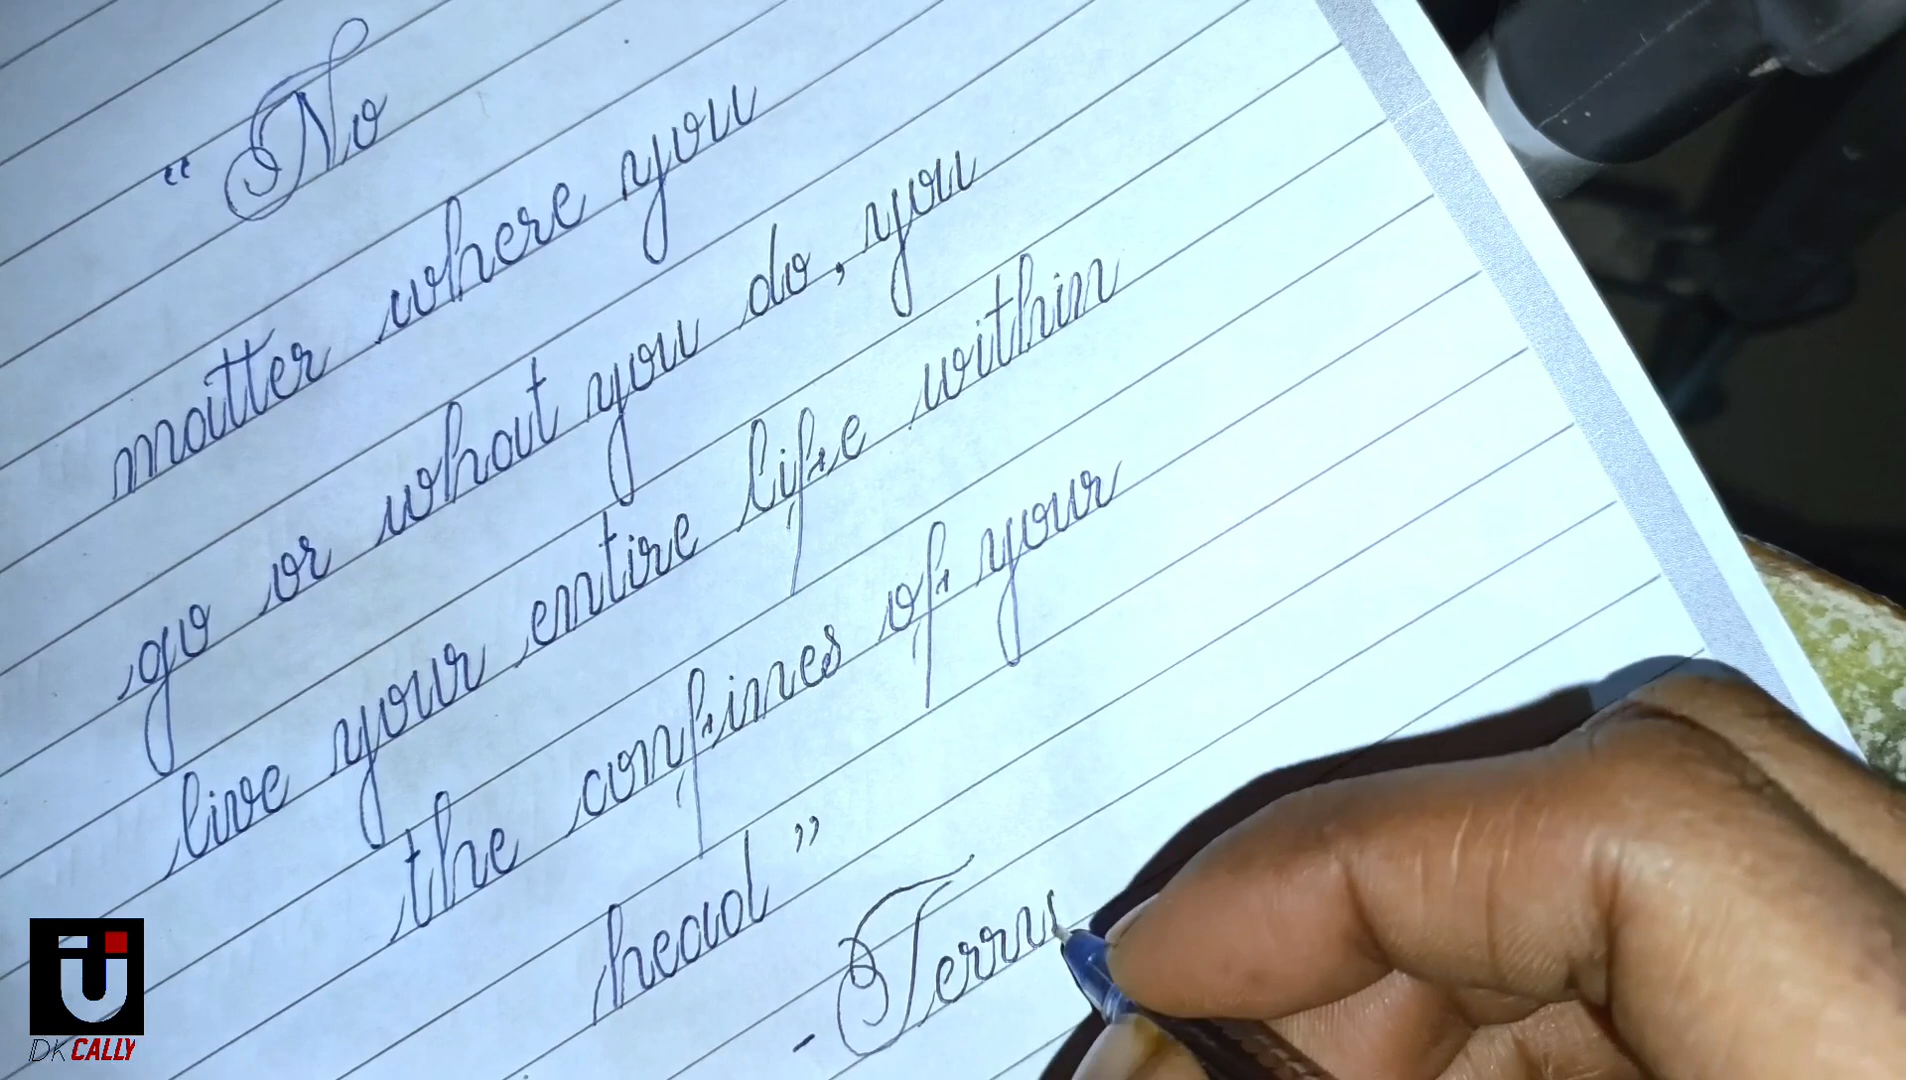 “ No
matter where you
go or what you do, you
live your entire life within
the confines of your
head ”
- Terry
DK CALLY